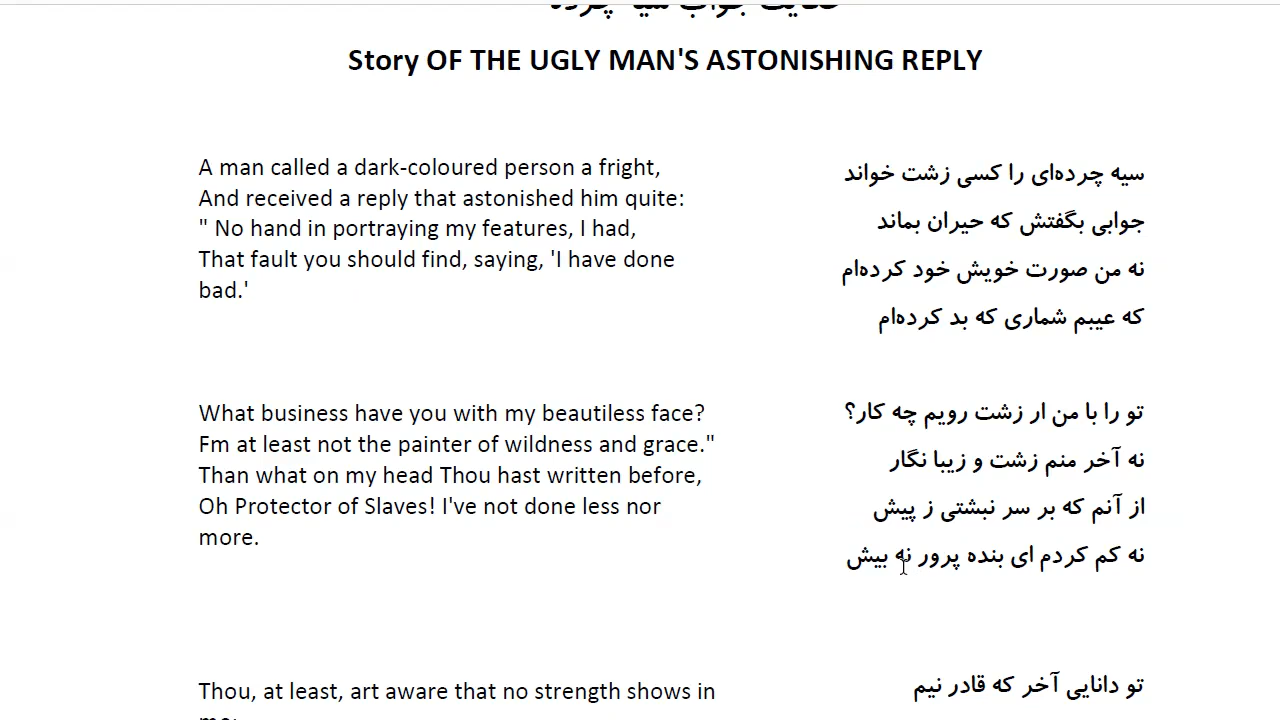 حکایت جواب سیه چرده
Story OF THE UGLY MAN'S ASTONISHING REPLY
A man called a dark-coloured person a fright,
And received a reply that astonished him quite:
" No hand in portraying my features, I had,
That fault you should find, saying, 'I have done
bad.'
سیه چرده‌ای را کسی زشت خواند
جوابی بگفتش که حیران بماند
نه من صورت خویش خود کرده‌ام
که عیبم شماری که بد کرده‌ام
What business have you with my beautiless face?
Fm at least not the painter of wildness and grace."
Than what on my head Thou hast written before,
Oh Protector of Slaves! I've not done less nor
more.
تو را با من ار زشت رویم چه کار؟
نه آخر منم زشت و زیبا نگار
از آنم که بر سر نبشتی ز پیش
نه کم کردم ای بنده پرور نه بیش
Thou, at least, art aware that no strength shows in
me;
تو دانایی آخر که قادر نیم